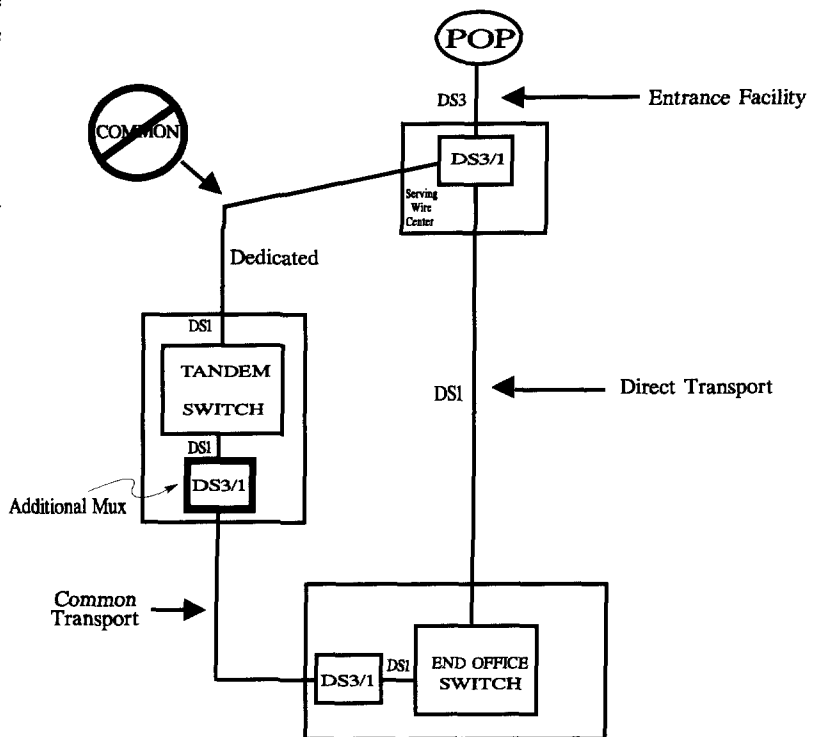 POP
DS3
Entrance Facility
COMMON
DS3/1
Serving
Wire
Center
Dedicated
DS1
TANDEM
SWITCH
DS1
Direct Transport
DS1
DS3/1
Additional Mux
Common
Transport
DS3/1
DS1
END OFFICE
SWITCH